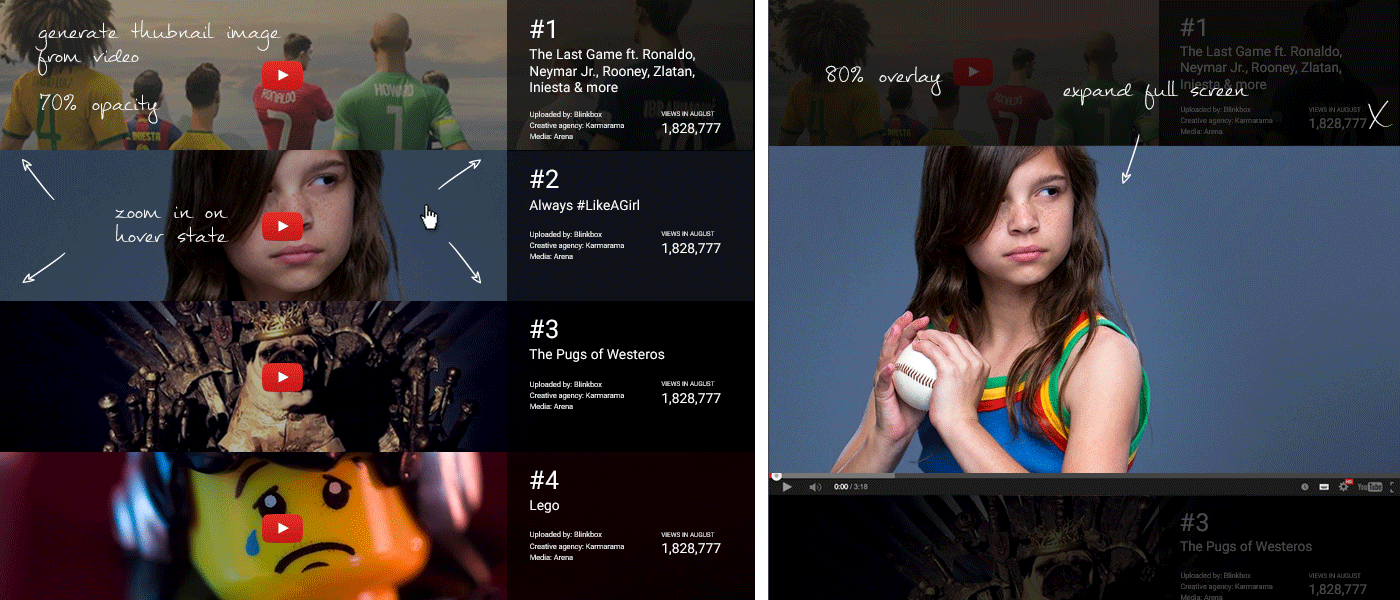 generate thubnail image
from video
70% opacity
INIESTA
RONALDO
7
HOWARD
#1
The Last Game ft. Ronaldo,
Neymar Jr., Rooney, Zlatan,
Iniesta & more
Uploaded by: Blinkbox
Creative agency: Karmarama
Media: Arena
VIEWS IN AUGUST
1,828,777
zoom in on
hover state
#2
Always #LikeAGirl
Uploaded by: Blinkbox
Creative agency: Karmarama
Media: Arena
VIEWS IN AUGUST
1,828,777
#3
The Pugs of Westeros
Uploaded by: Blinkbox
Creative agency: Karmarama
Media: Arena
VIEWS IN AUGUST
1,828,777
#4
Lego
Uploaded by: Blinkbox
Creative agency: Karmarama
Media: Arena
VIEWS IN AUGUST
1,828,777
80% overlay
expand full screen
X
#1
The Last Game ft. Ronaldo,
Neymar Jr., Rooney, Zlatan,
Iniesta & more
Uploaded by: Blinkbox
Creative agency: Karmarama
Media: Arena
VIEWS IN AUGUST
1,828,777
0:00 / 3:18
HD
YouTube
#3
The Pugs of Westeros
Uploaded by: Blinkbox
Creative agency: Karmarama
Media: Arena
VIEWS IN AUGUST
1,828,777